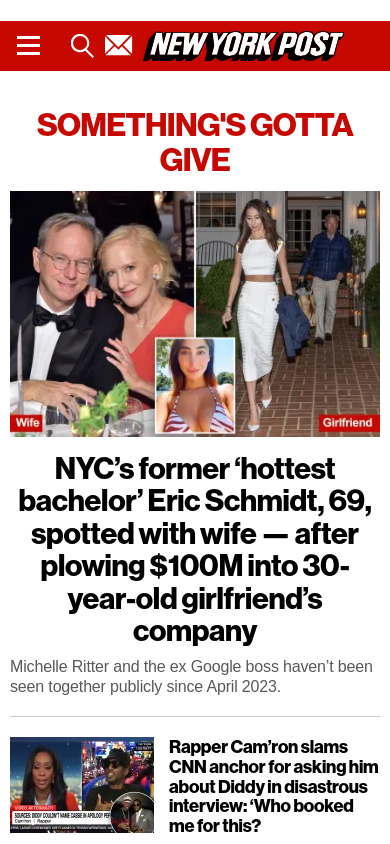 NEW YORK POST
SOMETHING'S GOTTA
GIVE
Wife
Girlfriend
NYC’s former ‘hottest
bachelor’ Eric Schmidt, 69,
spotted with wife — after
plowing $100M into 30-
year-old girlfriend’s
company
Michelle Ritter and the ex Google boss haven’t been
seen together publicly since April 2023.
VIDEO AFTERMATH
SOURCES: DIDDY COULDN'T NAME CASSIE IN APOLOGY
Cam'ron | Rapper
Rapper Cam’ron slams
CNN anchor for asking him
about Diddy in disastrous
interview: ‘Who booked
me for this?